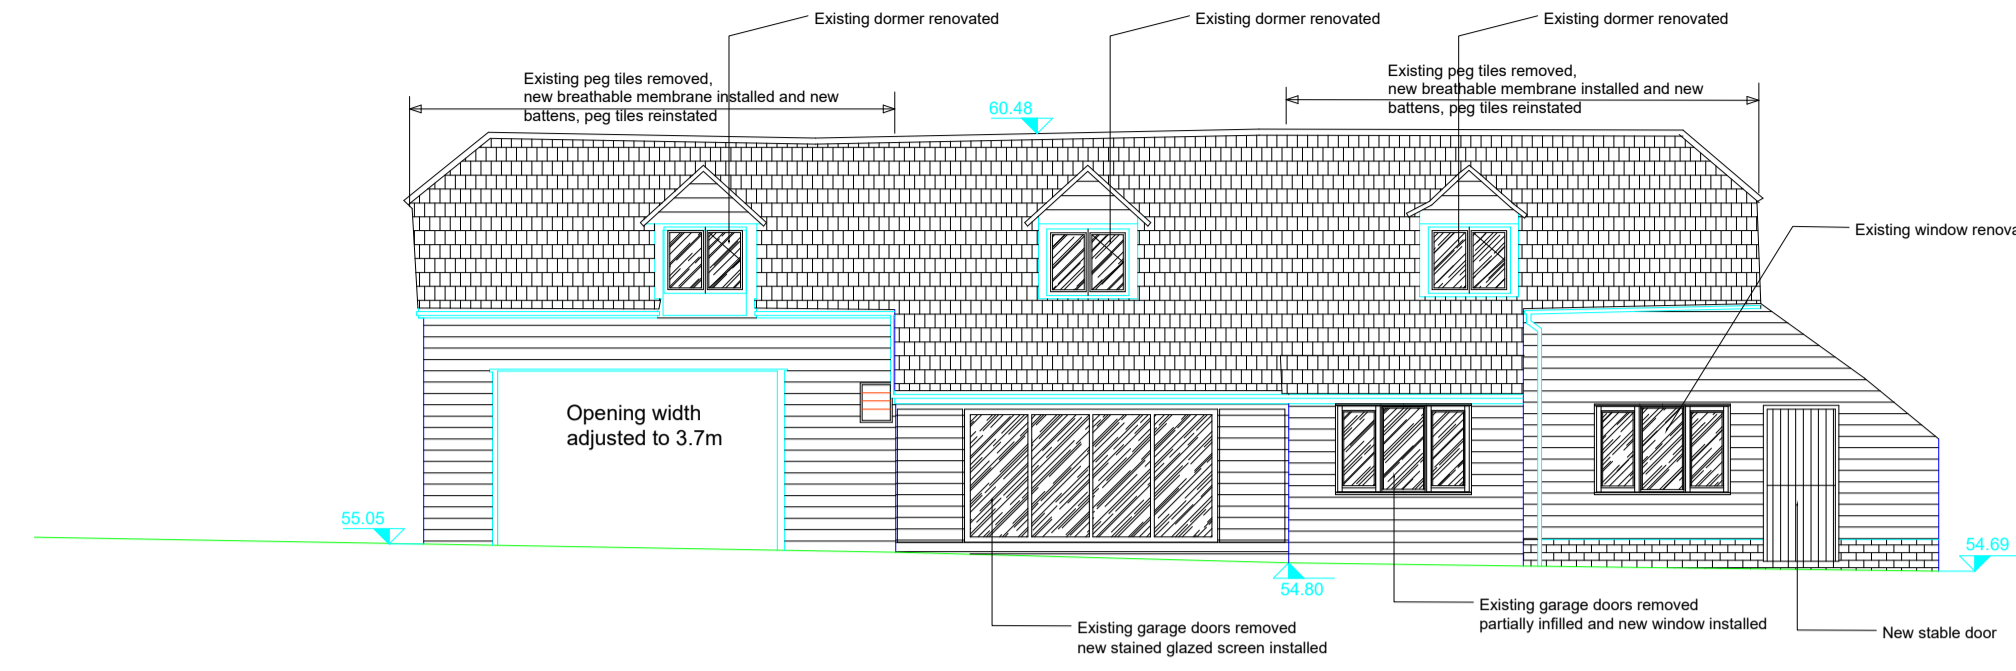 Existing dormer renovated
Existing dormer renovated
Existing dormer renovated
Existing peg tiles removed,
new breathable membrane installed and new
battens, peg tiles reinstated
Existing peg tiles removed,
new breathable membrane installed and new
battens, peg tiles reinstated
60.48
Existing window renova
Opening width
adjusted to 3.7m
55.05
54.69
54.80
Existing garage doors removed
partially infilled and new window installed
Existing garage doors removed
new stained glazed screen installed
New stable door